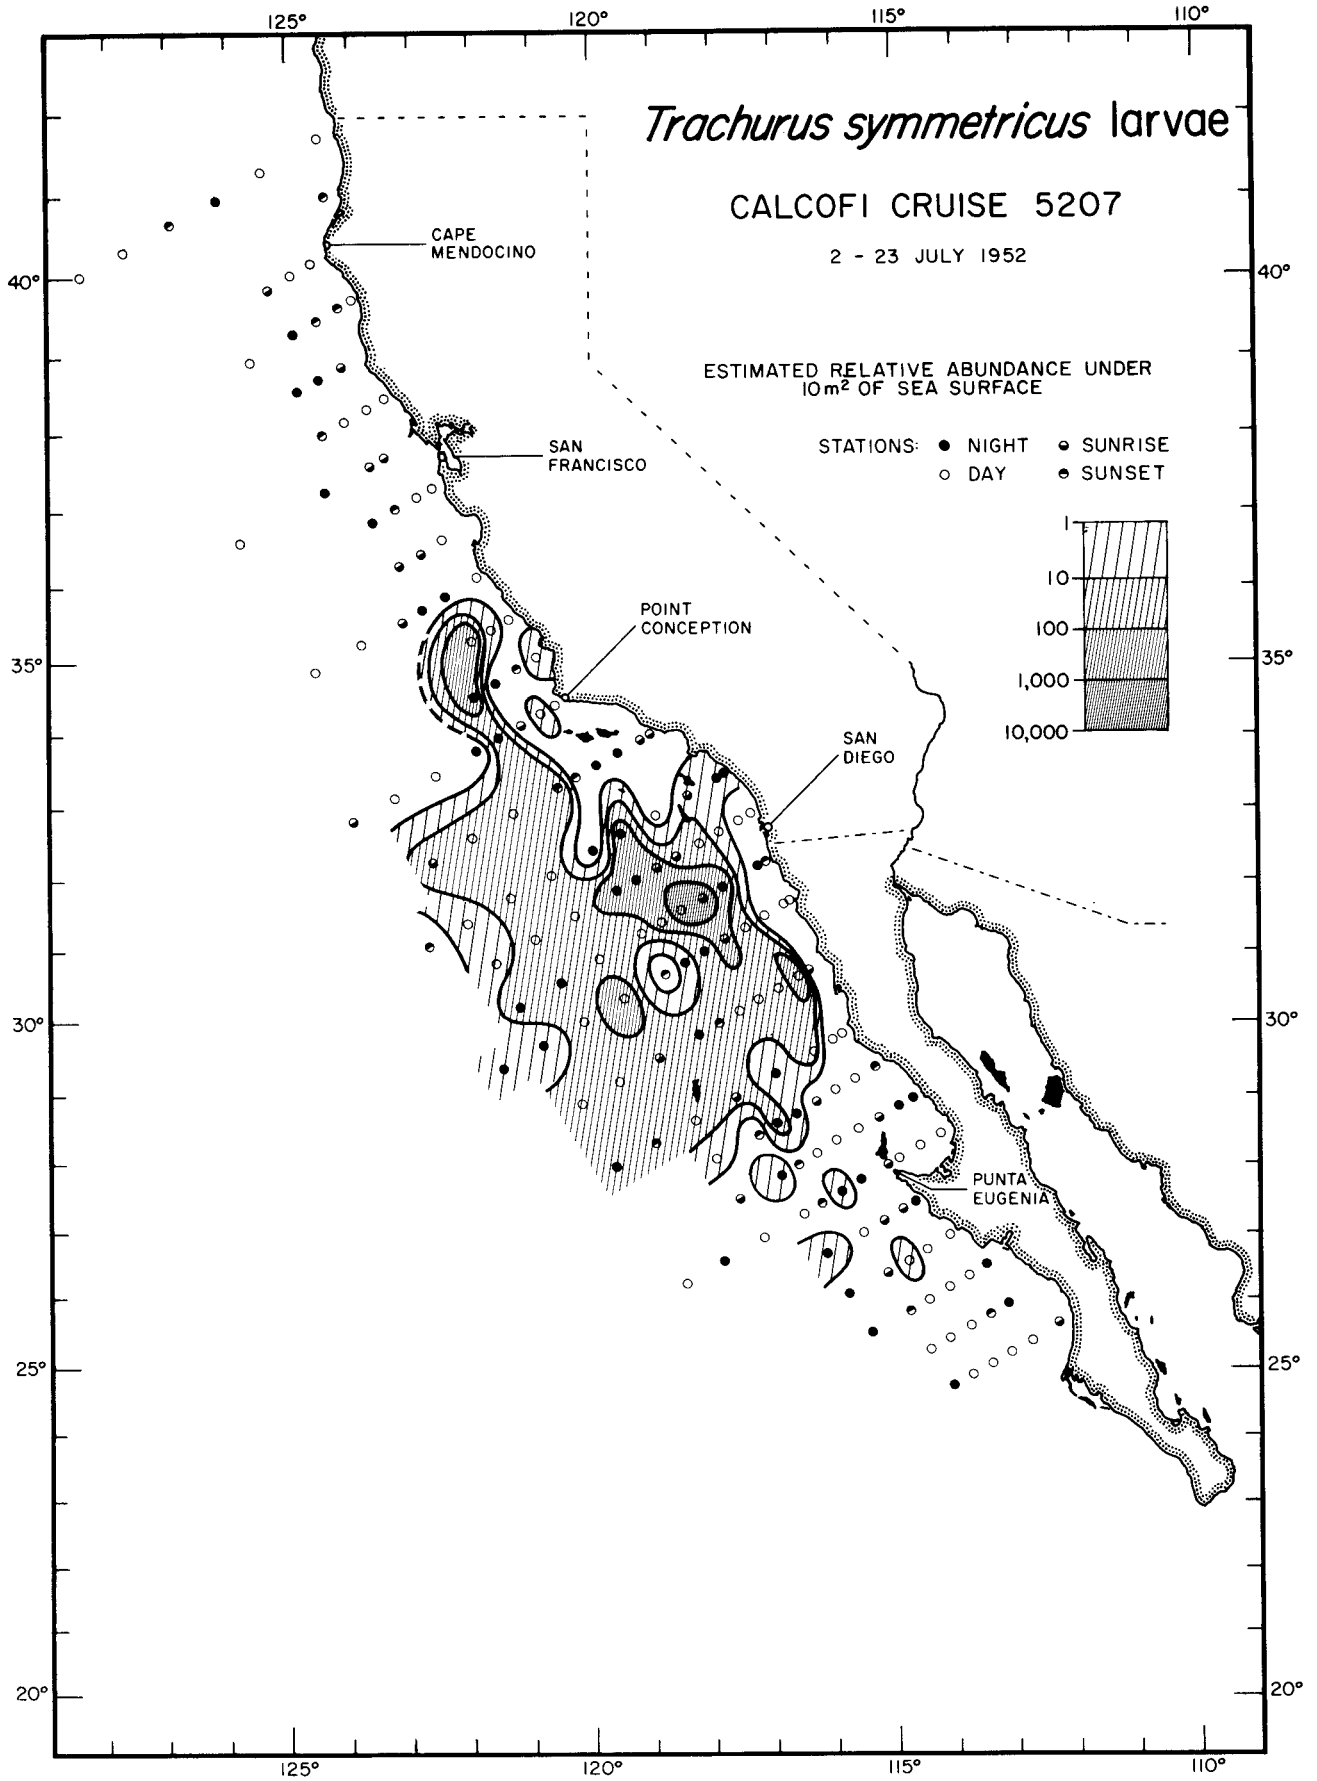 125° 120° 115° 110°
Trachurus symmetricus larvae
CALCOFI CRUISE 5207
2 - 23 JULY 1952
CAPE
MENDOCINO
40° 40°
ESTIMATED RELATIVE ABUNDANCE UNDER
10 m² OF SEA SURFACE
STATIONS: NIGHT SUNRISE
DAY SUNSET
SAN
FRANCISCO
1
10
100
1,000
10,000
POINT
CONCEPTION
35° 35°
SAN
DIEGO
30° 30°
PUNTA
EUGENIA
25° 25°
20° 20°
125° 120° 115° 110°